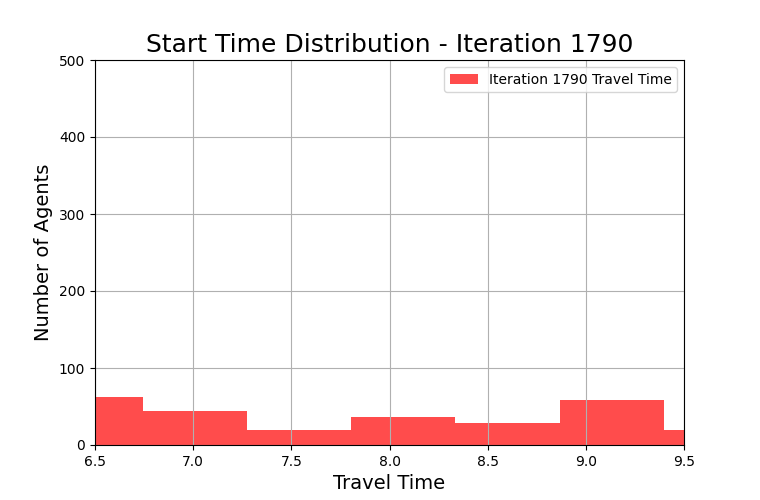 Start Time Distribution - Iteration 1790
Iteration 1790 Travel Time
Number of Agents
500
400
300
200
100
0
6.5 7.0 7.5 8.0 8.5 9.0 9.5
Travel Time